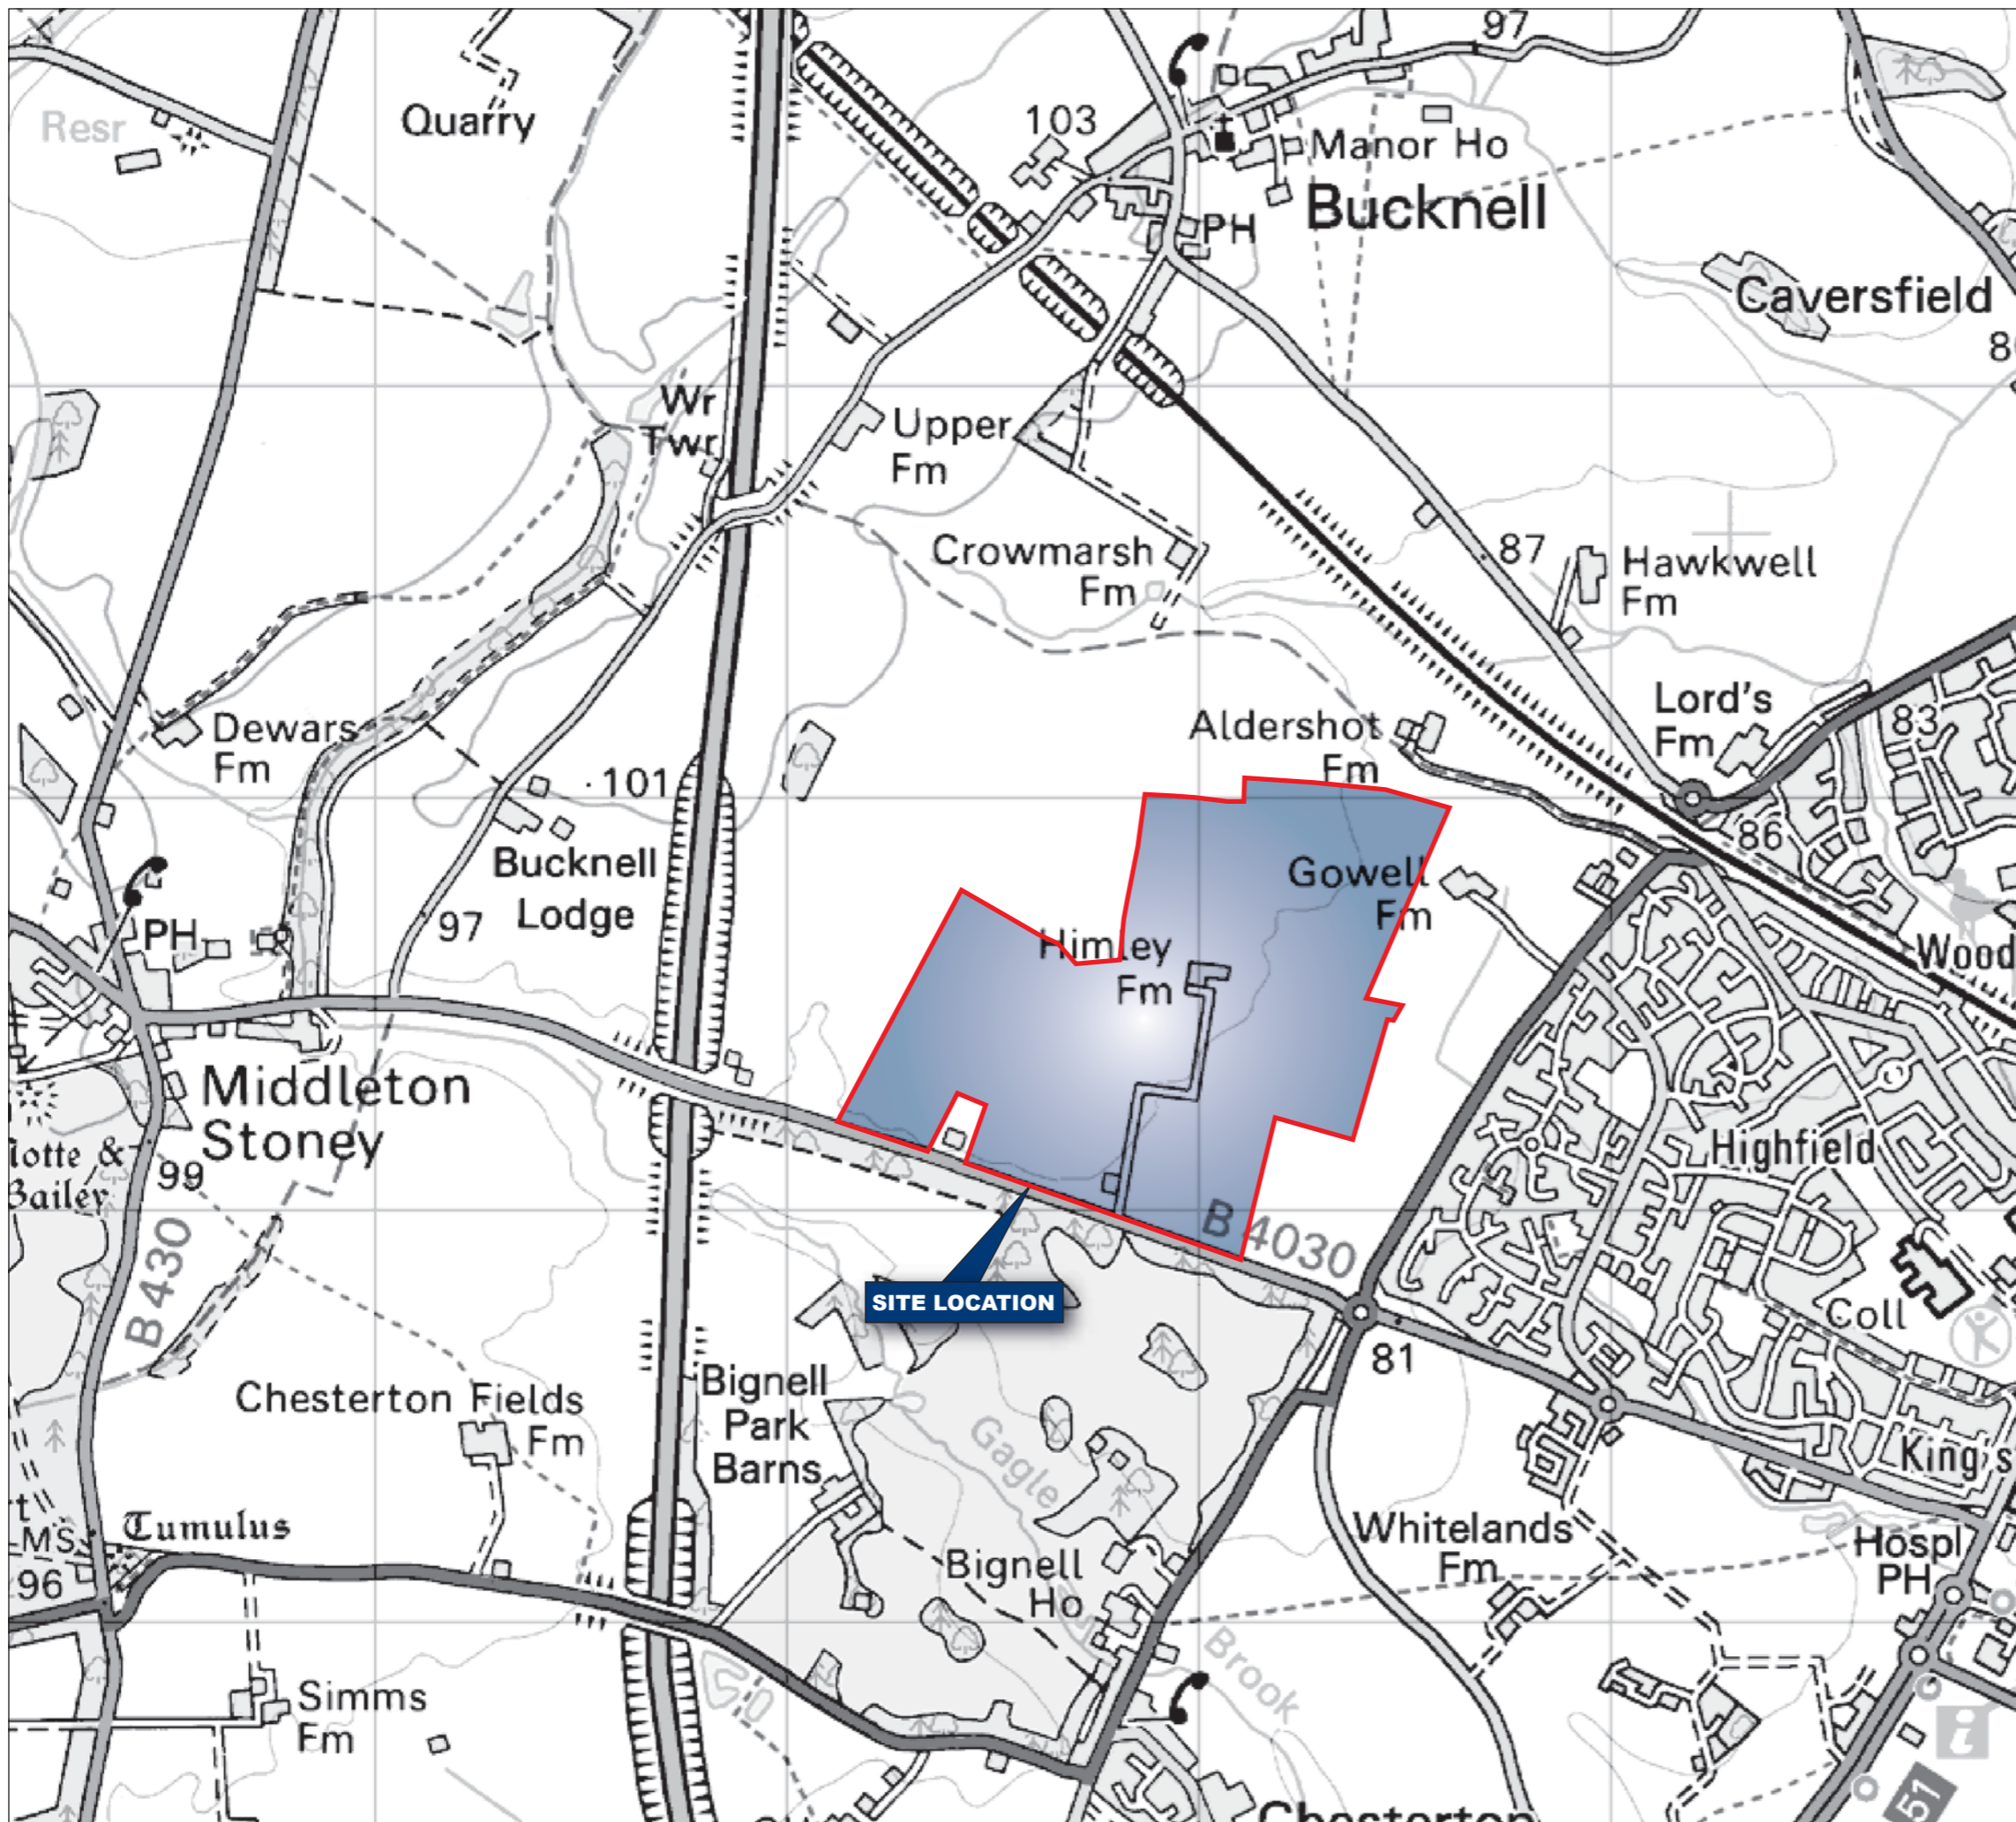 97
Resr
Quarry
103
Manor Ho
Bucknell
PH
Caversfield
Wr
Twr
Upper
Fm
Crowmarsh
Fm
87
Hawkwell
Fm
Dewars
Fm
101
Aldershot
Fm
Lord's
Fm
83
86
Bucknell
Lodge
Gowell
Fm
PH
97
Himley
Fm
Wood
Middleton
Stoney
Highfield
lotte &
Bailey
99
B 430
B 4030
SITE LOCATION
Coll
81
Chesterton Fields
Fm
Bignell
Park
Barns
Gagle
King's
Tumulus
MS
96
Whitelands
Fm
Hospl
PH
Bignell
Ho
Brook
Simms
Fm
i
51
Chesterton